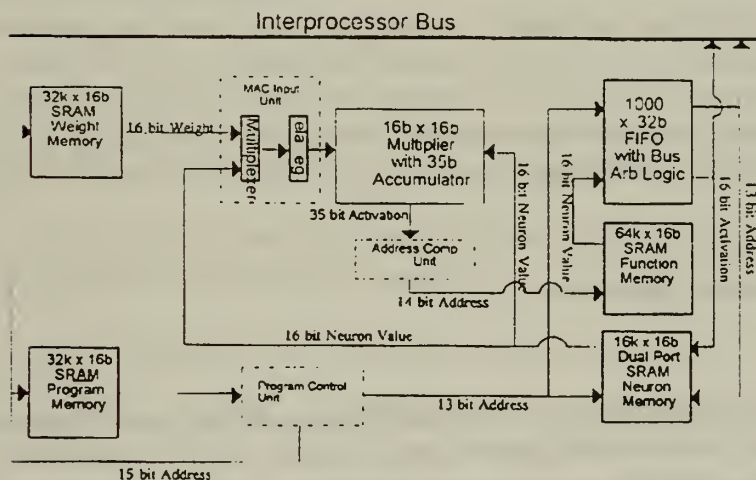 Interprocessor Bus
32k x 16b
SRAM
Weight
Memory
16 bit Weight
MAC Input
Unit
Multiplexer
16b x 16b
Multiplier
with 35b
Accumulator
1000
x 32b
FIFO
with Bus
Arb Logic
16 bit Neuron Value
16 bit Neuron Value
16 bit Activation
13 bit Address
35 bit Activation
Address Comp
Unit
14 bit Address
64k x 16b
SRAM
Function
Memory
16 bit Neuron Value
16k x 16b
Dual Port
SRAM
Neuron
Memory
32k x 16b
SRAM
Program
Memory
Program Control
Unit
13 bit Address
15 bit Address